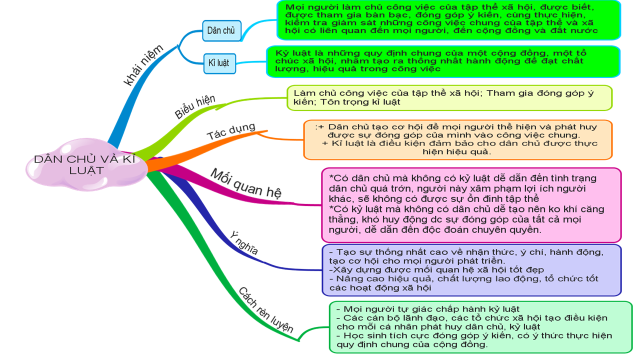 DÂN CHỦ VÀ KỈ
LUẬT
khái niệm
Dân chủ
Mọi người làm chủ công việc của tập thể xã hội, được biết,
được tham gia bàn bạc, đóng góp ý kiến, cùng thực hiện,
kiểm tra giám sát những công việc chung của tập thể và xã
hội có liên quan đến mọi người, đến cộng đồng và đất nước
Kỉ luật
Kỷ luật là những quy định chung của một cộng đồng, một tổ
chức xã hội, nhằm tạo ra thống nhất hành động để đạt chất
lượng, hiệu quả trong công việc
Biểu hiện
Làm chủ công việc của tập thể xã hội; Tham gia đóng góp ý
kiến; Tôn trọng kỉ luật
Tác dụng
:+ Dân chủ tạo cơ hội để mọi người thể hiện và phát huy
được sự đóng góp của mình vào công việc chung.
+ Kỉ luật là điều kiện đảm bảo cho dân chủ được thực
hiện hiệu quả.
Mối quan hệ
*Có dân chủ mà không có kỷ luật dễ dẫn đến tình trạng
dân chủ quá trớn, người này xâm phạm lợi ích người
khác, sẽ không có được sự ổn định tập thể
*Có kỷ luật mà không có dân chủ dễ tạo nên ko khí căng
thẳng, khó huy động dc sự đóng góp của tất cả mọi
người, dễ dẫn đến độc đoán chuyên quyền.
Ý nghĩa
- Tạo sự thống nhất cao về nhận thức, ý chí, hành động,
tạo cơ hội cho mọi người phát triển.
-Xây dựng được mối quan hệ xã hội tốt đẹp
- Nâng cao hiệu quả, chất lượng lao động, tổ chức tốt
các hoạt động xã hội
Cách rèn luyện
- Mọi người tự giác chấp hành kỷ luật
- Các cán bộ lãnh đạo, các tổ chức xã hội tạo điều kiện
cho mỗi cá nhân phát huy dân chủ, kỷ luật
- Học sinh tích cực đóng góp ý kiến, có ý thức thực hiện
quy định chung của cộng đồng.